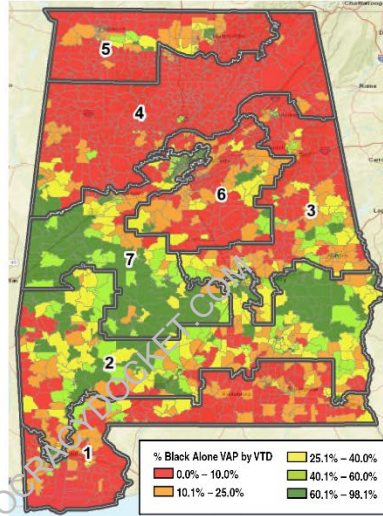 5
4
6
3
7
2
1
OCRACYDOCKET.COM
% Black Alone VAP by VTD
0.0% – 10.0%
10.1% – 25.0%
25.1% – 40.0%
40.1% – 60.0%
60.1% – 98.1%